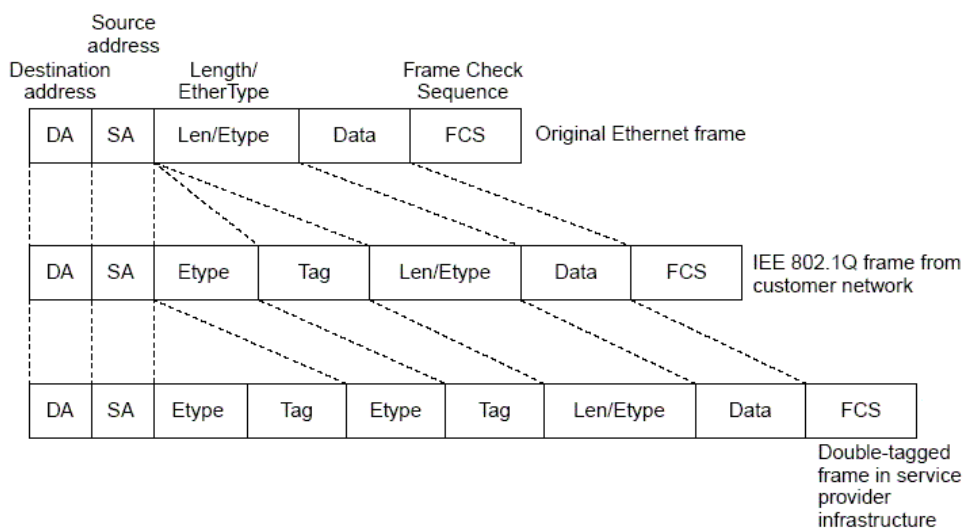 Source
address
Destination
address
Length/
EtherType
Frame Check
Sequence
DA SA Len/Etype Data FCS Original Ethernet frame
DA SA Etype Tag Len/Etype Data FCS
IEE 802.1Q frame from
customer network
DA SA Etype Tag Etype Tag Len/Etype Data FCS
Double-tagged
frame in service
provider
infrastructure